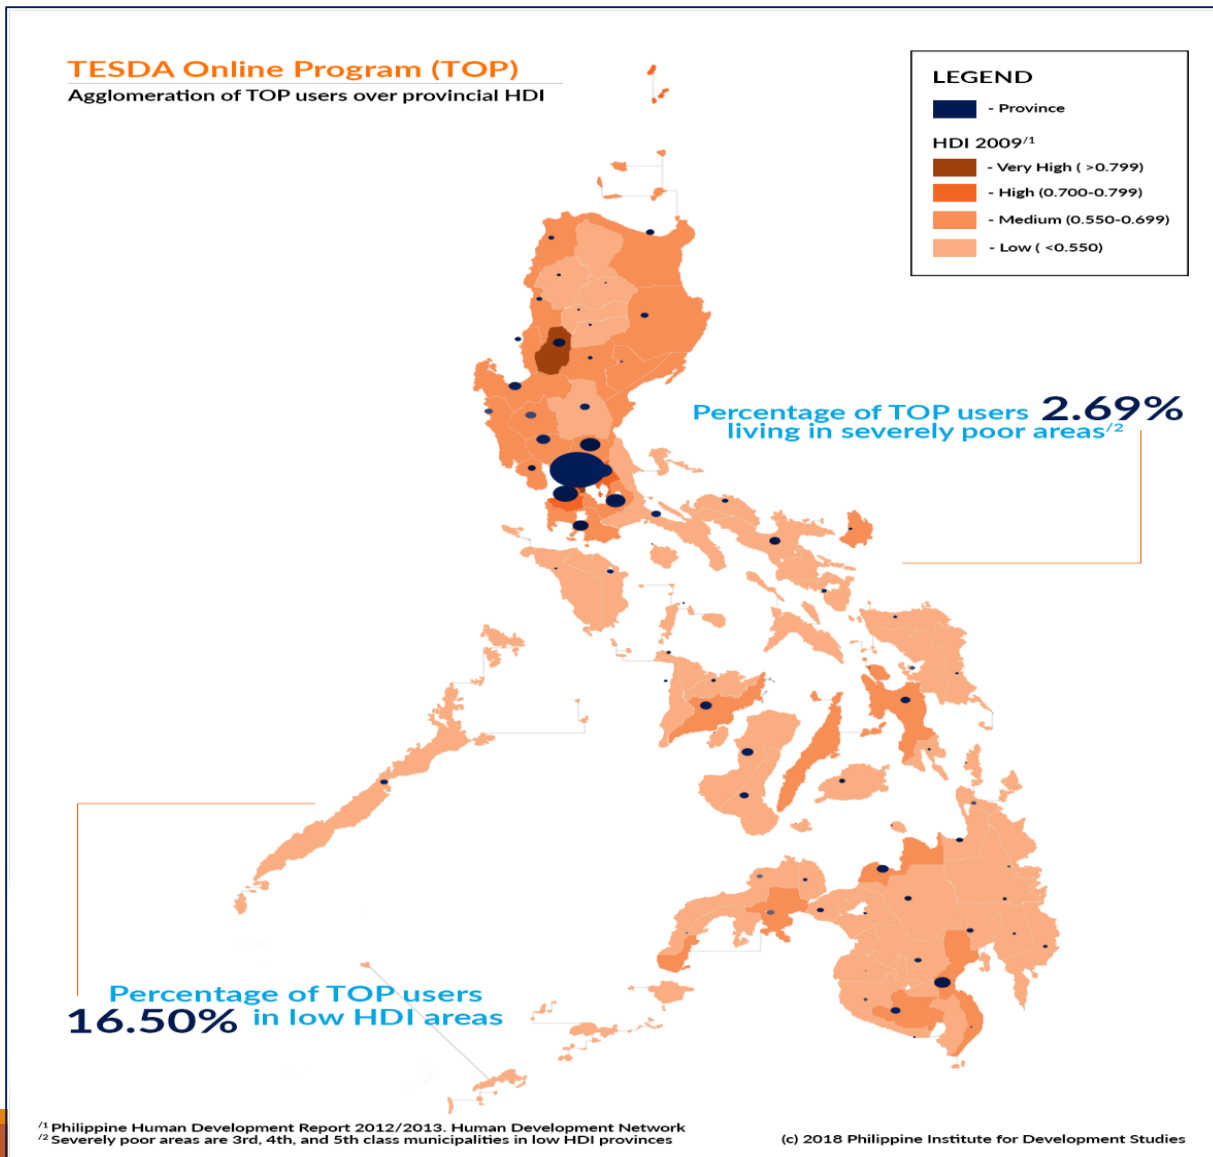 TESDA Online Program (TOP)
Agglomeration of TOP users over provincial HDI
LEGEND
- Province
HDI 2009/1
- Very High ( >0.799)
- High (0.700-0.799)
- Medium (0.550-0.699)
- Low ( <0.550)
Percentage of TOP users 2.69%
living in severely poor areas/2
Percentage of TOP users
16.50% in low HDI areas
/1 Philippine Human Development Report 2012/2013. Human Development Network
/2 Severely poor areas are 3rd, 4th, and 5th class municipalities in low HDI provinces
(c) 2018 Philippine Institute for Development Studies